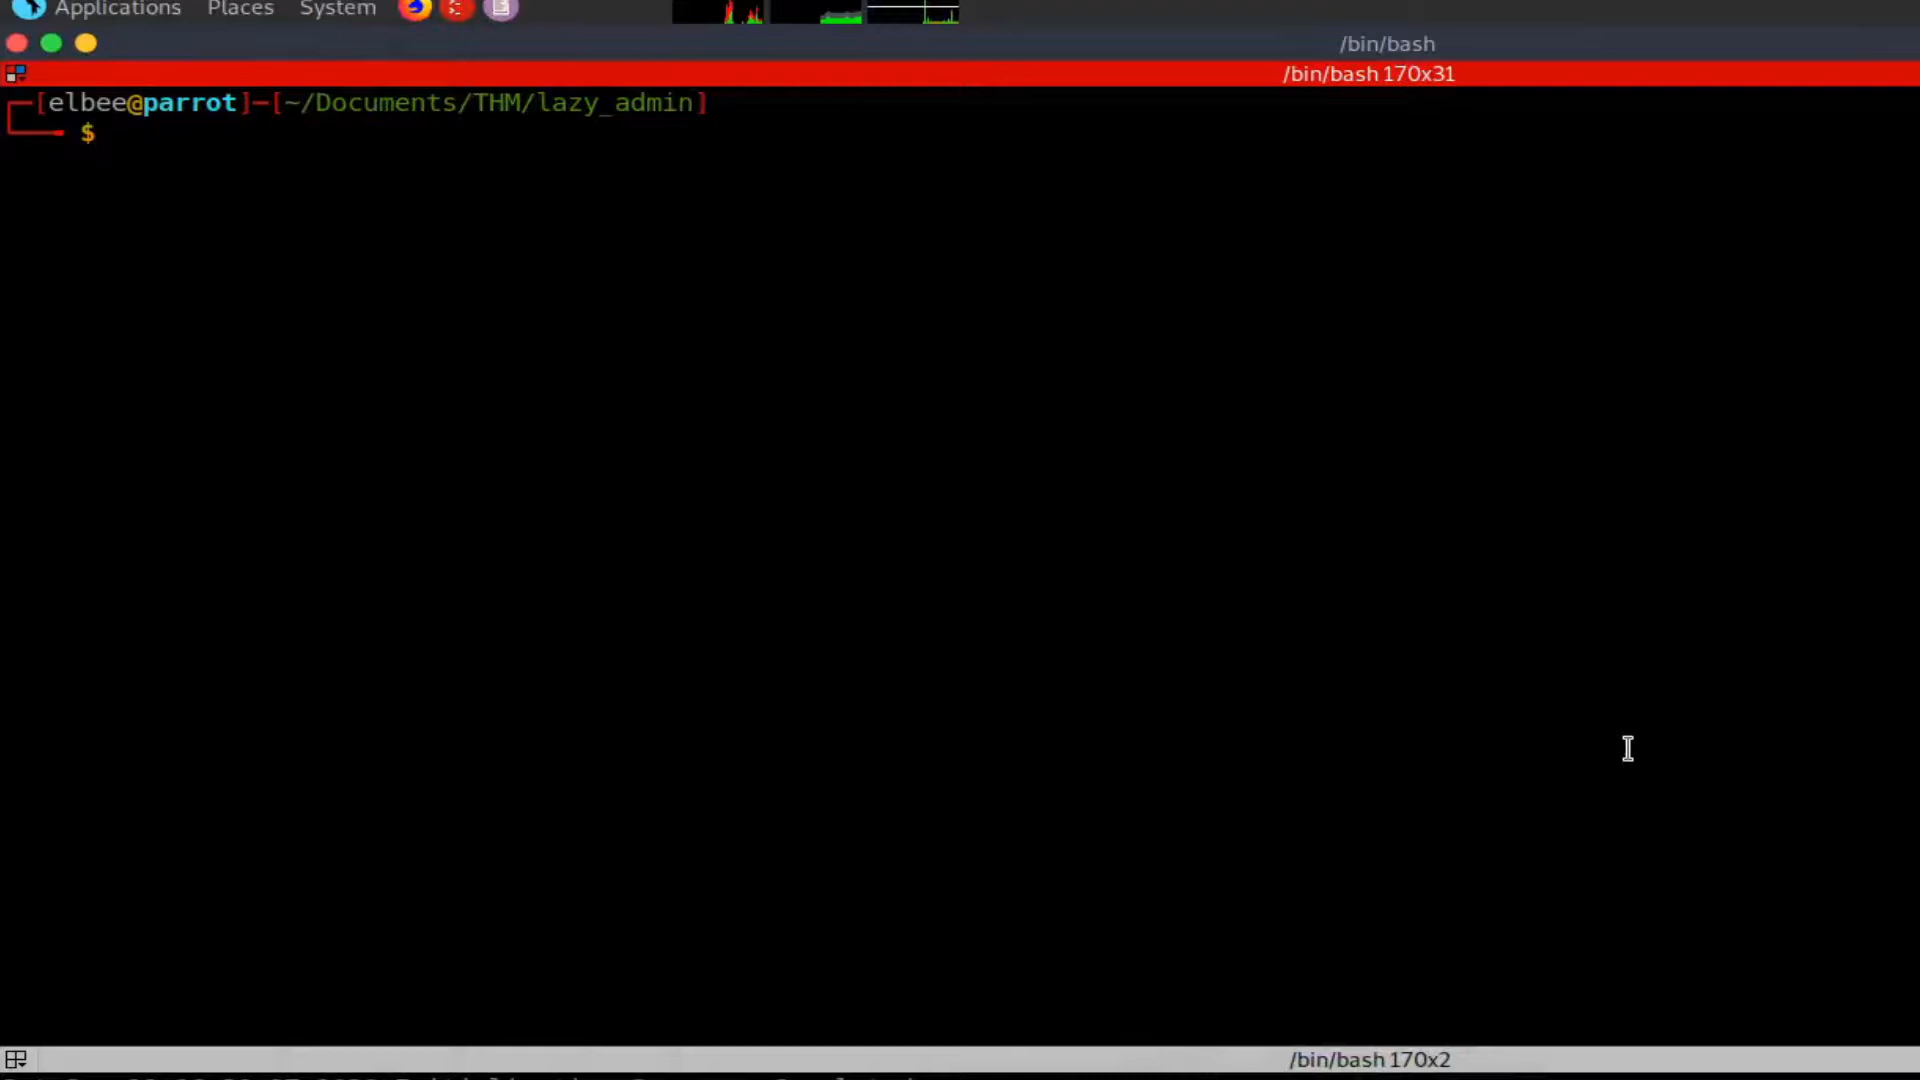 Applications Places System
/bin/bash
/bin/bash 170x31
[elbee@parrot]─[~/Documents/THM/lazy_admin]
$
/bin/bash 170x2